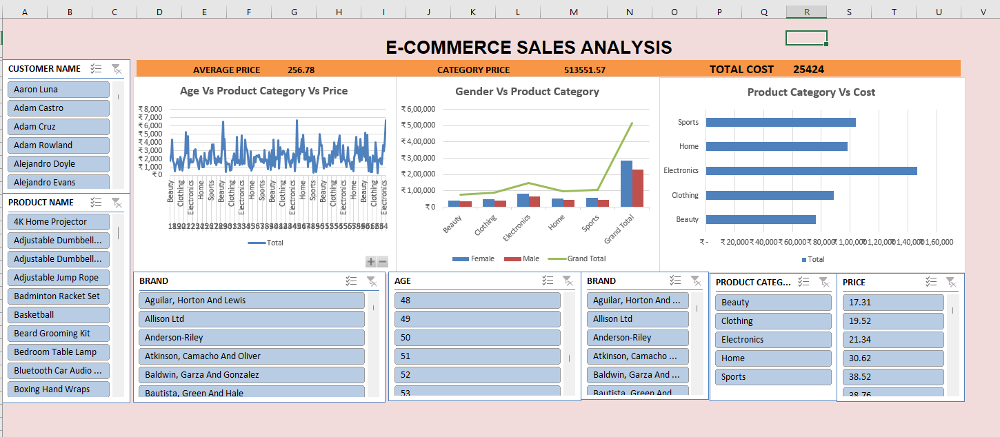 A B C D E F G H I J K L M N O P Q R S T U V
E-COMMERCE SALES ANALYSIS
AVERAGE PRICE 256.78 CATEGORY PRICE 513551.57 TOTAL COST 25424
CUSTOMER NAME
Aaron Luna
Adam Castro
Adam Cruz
Adam Rowland
Alejandro Doyle
Alejandro Evans
PRODUCT NAME
4K Home Projector
Adjustable Dumbbell...
Adjustable Dumbbell...
Adjustable Jump Rope
Badminton Racket Set
Basketball
Beard Grooming Kit
Bedroom Table Lamp
Bluetooth Car Audio ...
Boxing Hand Wraps
Age Vs Product Category Vs Price
₹ 8,000
₹ 7,000
₹ 6,000
₹ 5,000
₹ 4,000
₹ 3,000
₹ 2,000
₹ 1,000
₹ 0
Beauty Clothing Electronics Home Sports Beauty Clothing Electronics Home Sports Beauty Clothing Electronics Home Sports Beauty Clothing Electronics Home Beauty Clothing Electronics
Total
Gender Vs Product Category
₹ 6,00,000
₹ 5,00,000
₹ 4,00,000
₹ 3,00,000
₹ 2,00,000
₹ 1,00,000
₹ 0
Beauty Clothing Electronics Home Sports Grand Total
Female Male Grand Total
Product Category Vs Cost
Sports
Home
Electronics
Clothing
Beauty
₹ - ₹ 20,000 ₹ 40,000 ₹ 60,000 ₹ 80,000 ₹ 1,00,000 ₹ 1,20,000 ₹ 1,40,000 ₹ 1,60,000
Total
BRAND
Aguilar, Horton And Lewis
Allison Ltd
Anderson-Riley
Atkinson, Camacho And Oliver
Baldwin, Garza And Gonzalez
Bautista, Green And Hale
AGE
48
49
50
51
52
53
BRAND
Aguilar, Horton And ...
Allison Ltd
Anderson-Riley
Atkinson, Camacho ...
Baldwin, Garza And ...
Bautista, Green And
PRODUCT CATEG...
Beauty
Clothing
Electronics
Home
Sports
PRICE
17.31
19.52
21.34
30.62
38.52
38.76